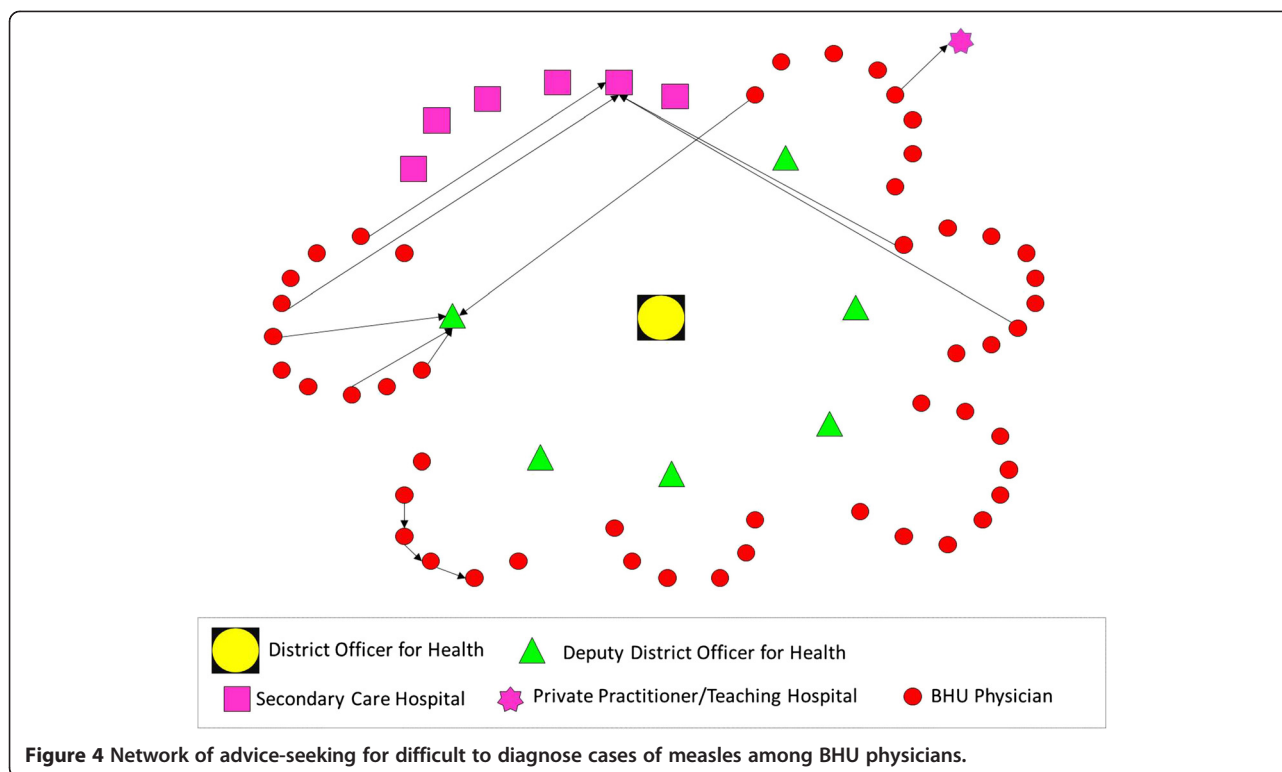 District Officer for Health
Deputy District Officer for Health
Secondary Care Hospital
Private Practitioner/Teaching Hospital
BHU Physician
Figure 4 Network of advice-seeking for difficult to diagnose cases of measles among BHU physicians.